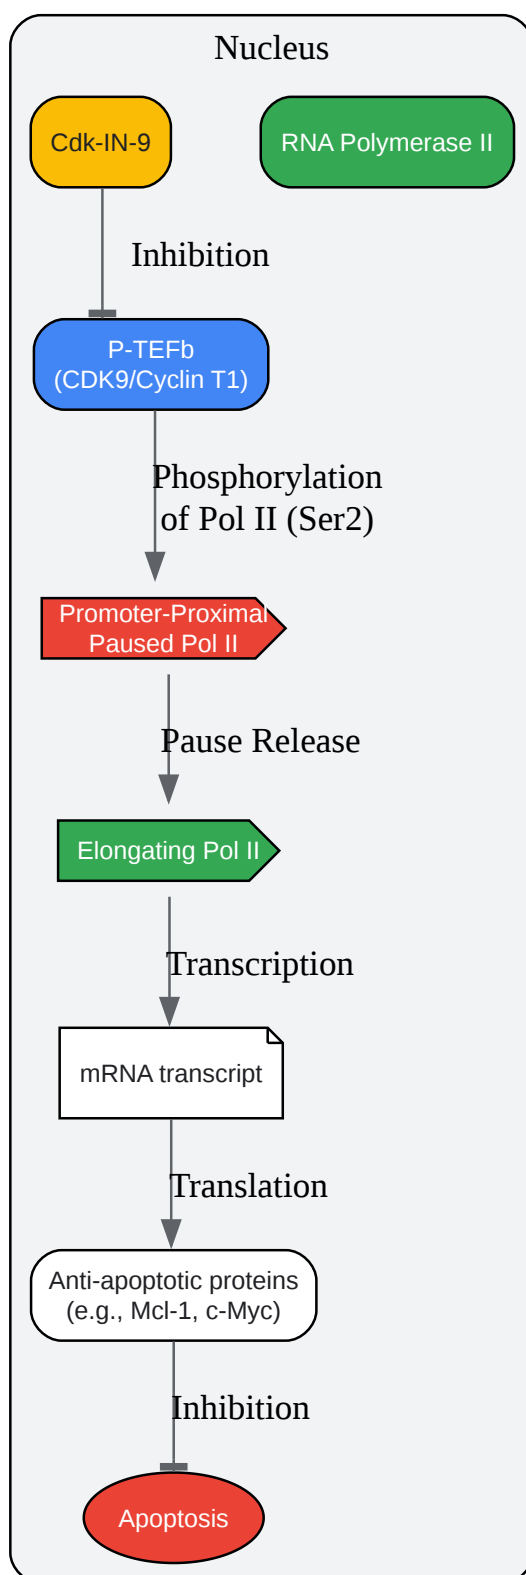 Nucleus
Cdk-IN-9
RNA Polymerase II
Inhibition
P-TEFb
(CDK9/Cyclin T1)
Phosphorylation
of Pol II (Ser2)
Promoter-Proximal
Paused Pol II
Pause Release
Elongating Pol II
Transcription
mRNA transcript
Translation
Anti-apoptotic proteins
(e.g., Mcl-1, c-Myc)
Inhibition
Apoptosis